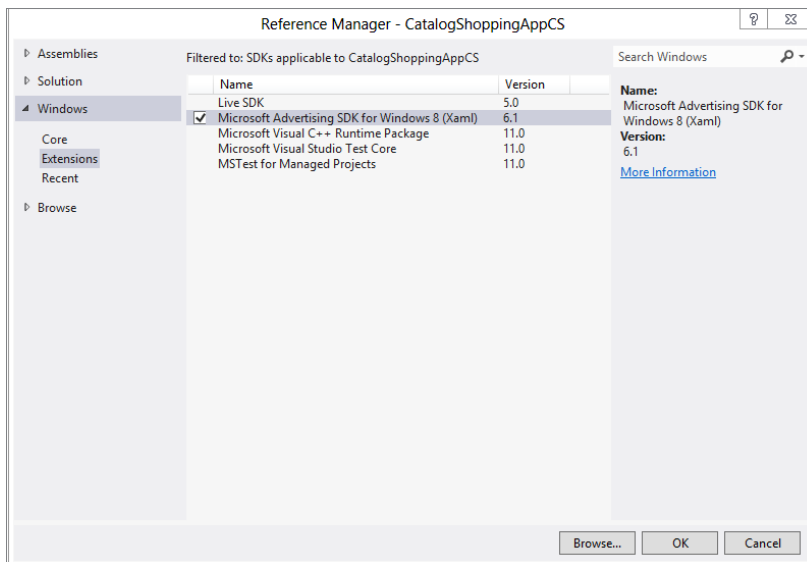 Reference Manager - CatalogShoppingAppCS
?
Assemblies
Solution
Windows
Core
Extensions
Recent
Browse
Filtered to: SDKs applicable to CatalogShoppingAppCS
Name Version
Live SDK 5.0
Microsoft Advertising SDK for Windows 8 (Xaml) 6.1
Microsoft Visual C++ Runtime Package 11.0
Microsoft Visual Studio Test Core 11.0
MSTest for Managed Projects 11.0
Search Windows
Name:
Microsoft Advertising SDK for
Windows 8 (Xaml)
Version:
6.1
More Information
Browse... OK Cancel